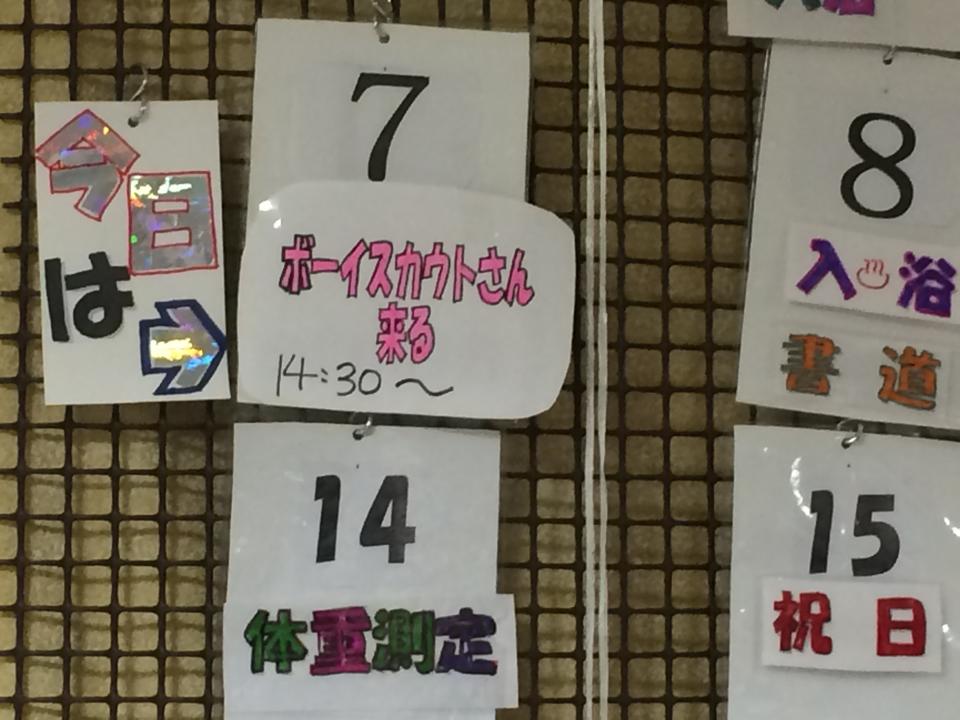 今日
は
7
ボーイスカウトさん
来る
14:30～
8
入浴
書道
14
体重測定
15
祝日